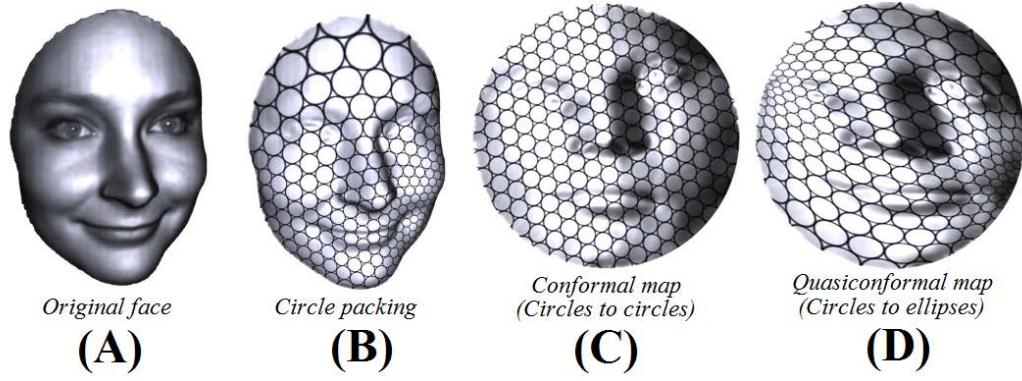 Original face
(A)
Circle packing
(B)
Conformal map
(Circles to circles)
(C)
Quasiconformal map
(Circles to ellipses)
(D)